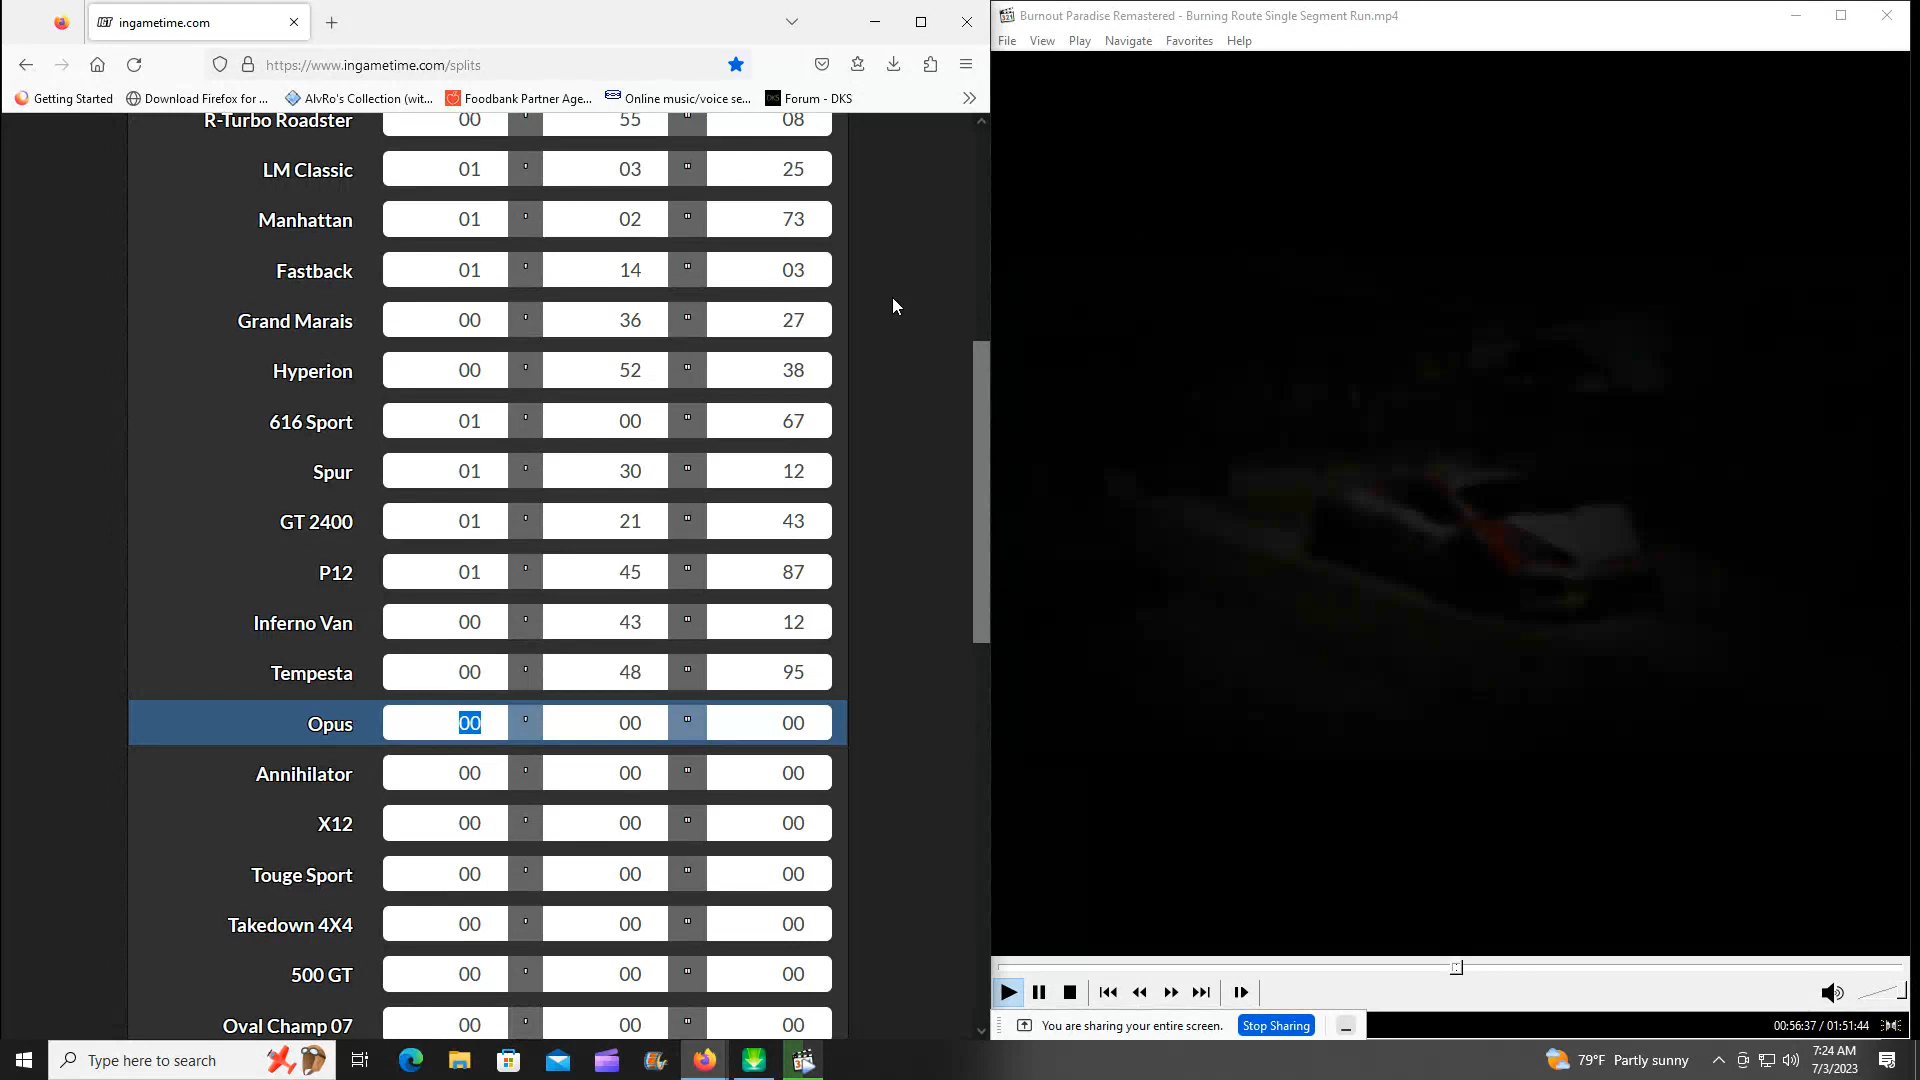 ingametime.com
https://www.ingametime.com/splits
Getting Started
Download Firefox for ...
AlvRo's Collection (wit...
Foodbank Partner Age...
Online music/voice se...
Forum - DKS
R-Turbo Roadster 00 ' 55 " 08
LM Classic 01 ' 03 " 25
Manhattan 01 ' 02 " 73
Fastback 01 ' 14 " 03
Grand Marais 00 ' 36 " 27
Hyperion 00 ' 52 " 38
616 Sport 01 ' 00 " 67
Spur 01 ' 30 " 12
GT 2400 01 ' 21 " 43
P12 01 ' 45 " 87
Inferno Van 00 ' 43 " 12
Tempesta 00 ' 48 " 95
Opus 00 ' 00 " 00
Annihilator 00 ' 00 " 00
X12 00 ' 00 " 00
Touge Sport 00 ' 00 " 00
Takedown 4X4 00 ' 00 " 00
500 GT 00 ' 00 " 00
Oval Champ 07 00 00 00
Burnout Paradise Remastered - Burning Route Single Segment Run.mp4
File View Play Navigate Favorites Help
You are sharing your entire screen. Stop Sharing
00:56:37 / 01:51:44
Type here to search
79°F Partly sunny
7:24 AM
7/3/2023